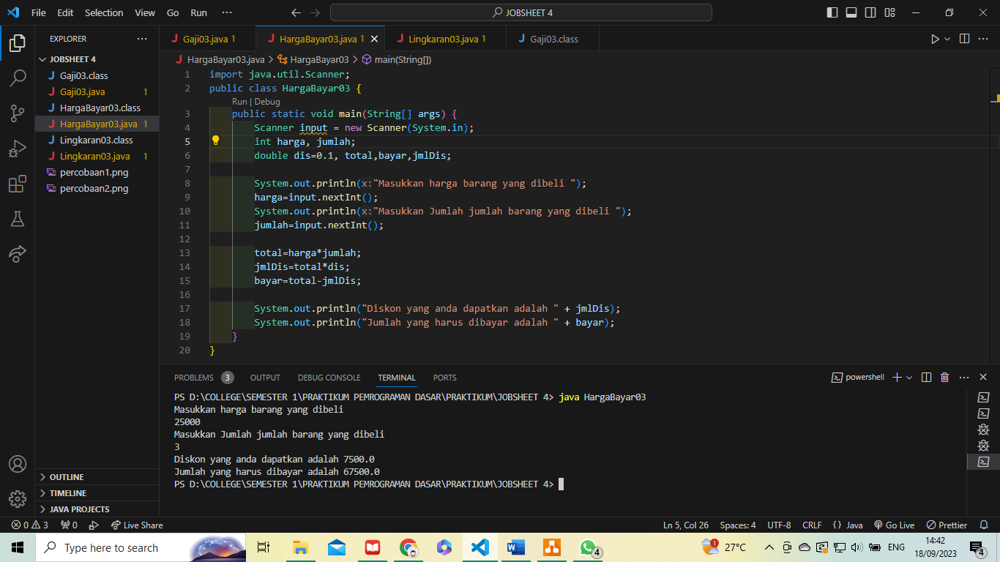 File Edit Selection View Go Run ··· JOBSHEET 4
EXPLORER ···
JOBSHEET 4
Gaji03.class
Gaji03.java 1
HargaBayar03.class
HargaBayar03.java 1
Lingkaran03.class
Lingkaran03.java 1
percobaan1.png
percobaan2.png
OUTLINE
TIMELINE
JAVA PROJECTS
Gaji03.java 1 HargaBayar03.java 1 Lingkaran03.java 1 Gaji03.class
HargaBayar03.java > HargaBayar03 > main(String[])
1 import java.util.Scanner;
2 public class HargaBayar03 {
Run | Debug
3 public static void main(String[] args) {
4 Scanner input = new Scanner(System.in);
5 int harga, jumlah;
6 double dis=0.1, total,bayar,jmlDis;
7
8 System.out.println(x:"Masukkan harga barang yang dibeli ");
9 harga=input.nextInt();
10 System.out.println(x:"Masukkan Jumlah jumlah barang yang dibeli ");
11 jumlah=input.nextInt();
12
13 total=harga*jumlah;
14 jmlDis=total*dis;
15 bayar=total-jmlDis;
16
17 System.out.println("Diskon yang anda dapatkan adalah " + jmlDis);
18 System.out.println("Jumlah yang harus dibayar adalah " + bayar);
19 }
20 }
PROBLEMS 3 OUTPUT DEBUG CONSOLE TERMINAL PORTS powershell
PS D:\COLLEGE\SEMESTER 1\PRAKTIKUM PEMROGRAMAN DASAR\PRAKTIKUM\JOBSHEET 4> java HargaBayar03
Masukkan harga barang yang dibeli
25000
Masukkan Jumlah jumlah barang yang dibeli
3
Diskon yang anda dapatkan adalah 7500.0
Jumlah yang harus dibayar adalah 67500.0
PS D:\COLLEGE\SEMESTER 1\PRAKTIKUM PEMROGRAMAN DASAR\PRAKTIKUM\JOBSHEET 4>
0 3 0 Live Share Ln 5, Col 26 Spaces: 4 UTF-8 CRLF {} Java Go Live Prettier
Type here to search 4 1 27°C ENG 14:42 18/09/2023 4